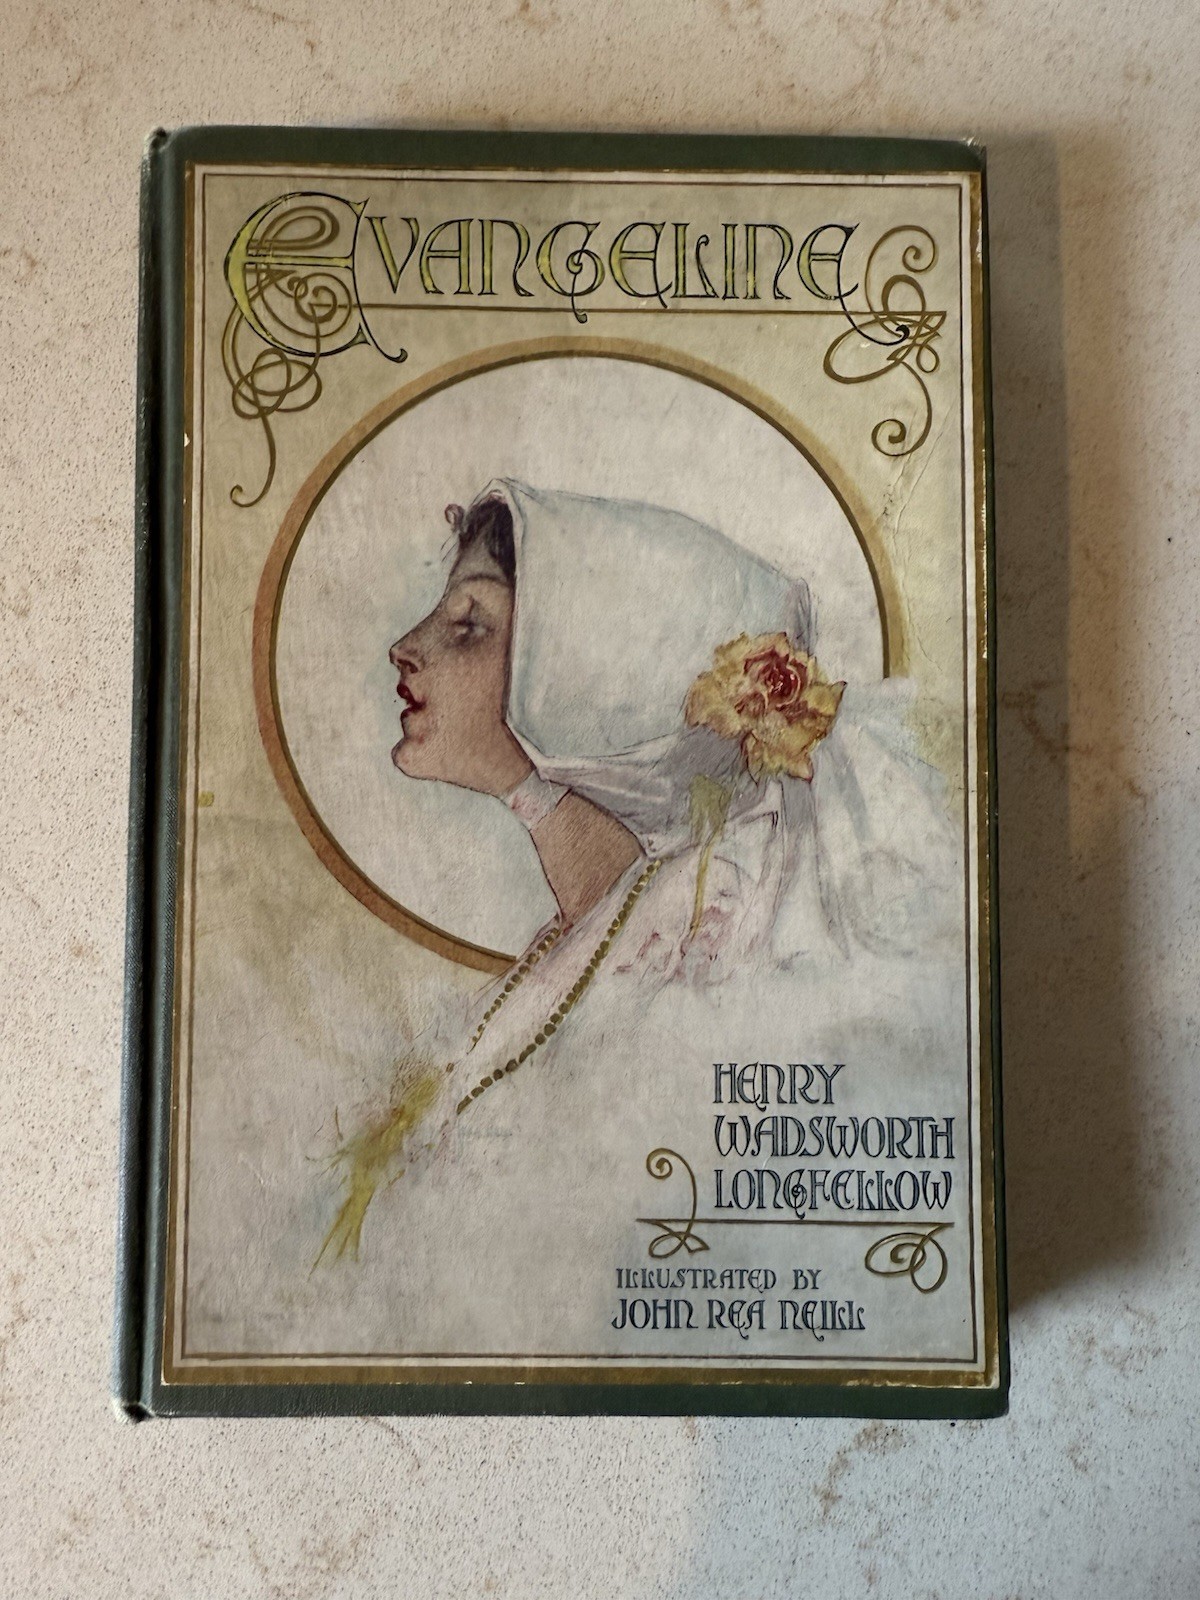 EVANGELINE
HENRY
WADSWORTH
LONGFELLOW
ILLUSTRATED BY
JOHN REA NEILL